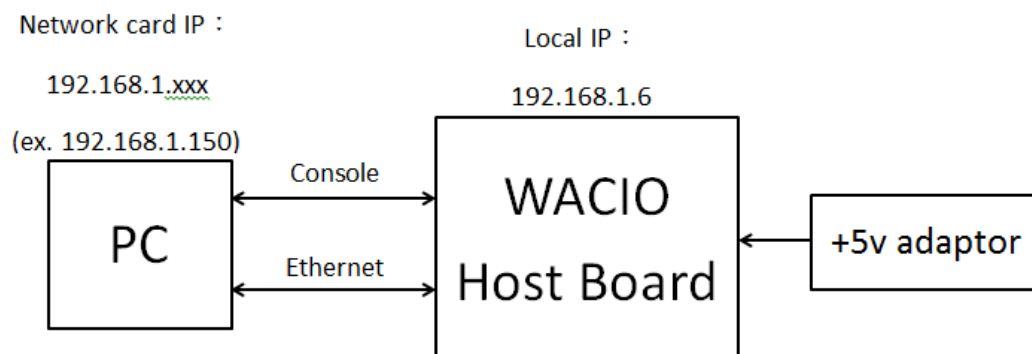 Network card IP：
192.168.1.xxx
(ex. 192.168.1.150)
Local IP：
192.168.1.6
PC
Console
Ethernet
WACIO
Host Board
+5v adaptor